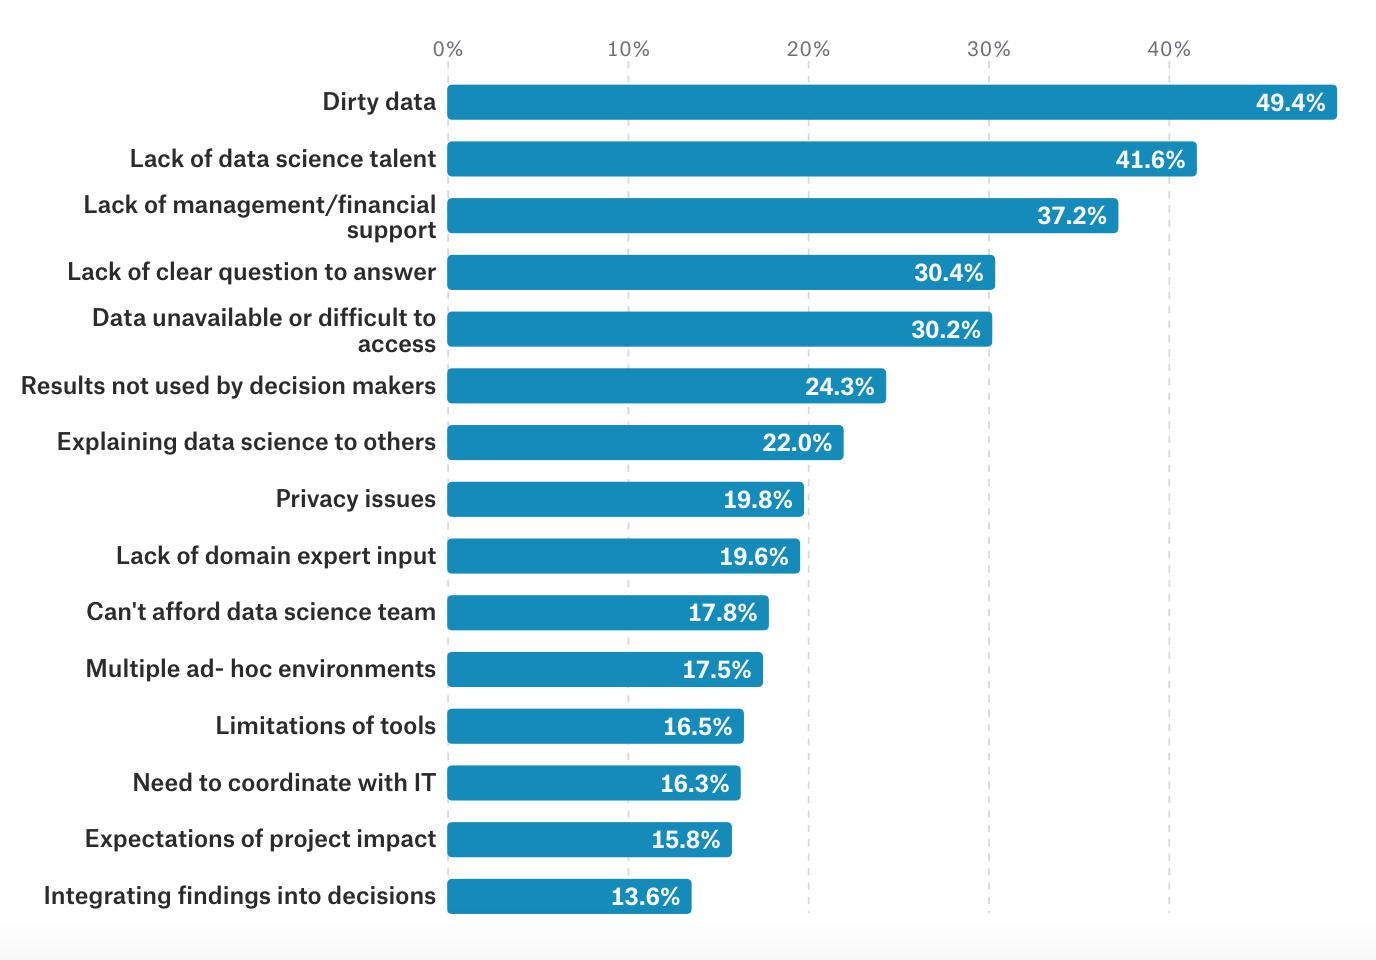 0% 10% 20% 30% 40%
Dirty data 49.4%
Lack of data science talent 41.6%
Lack of management/financial
support 37.2%
Lack of clear question to answer 30.4%
Data unavailable or difficult to
access 30.2%
Results not used by decision makers 24.3%
Explaining data science to others 22.0%
Privacy issues 19.8%
Lack of domain expert input 19.6%
Can't afford data science team 17.8%
Multiple ad- hoc environments 17.5%
Limitations of tools 16.5%
Need to coordinate with IT 16.3%
Expectations of project impact 15.8%
Integrating findings into decisions 13.6%